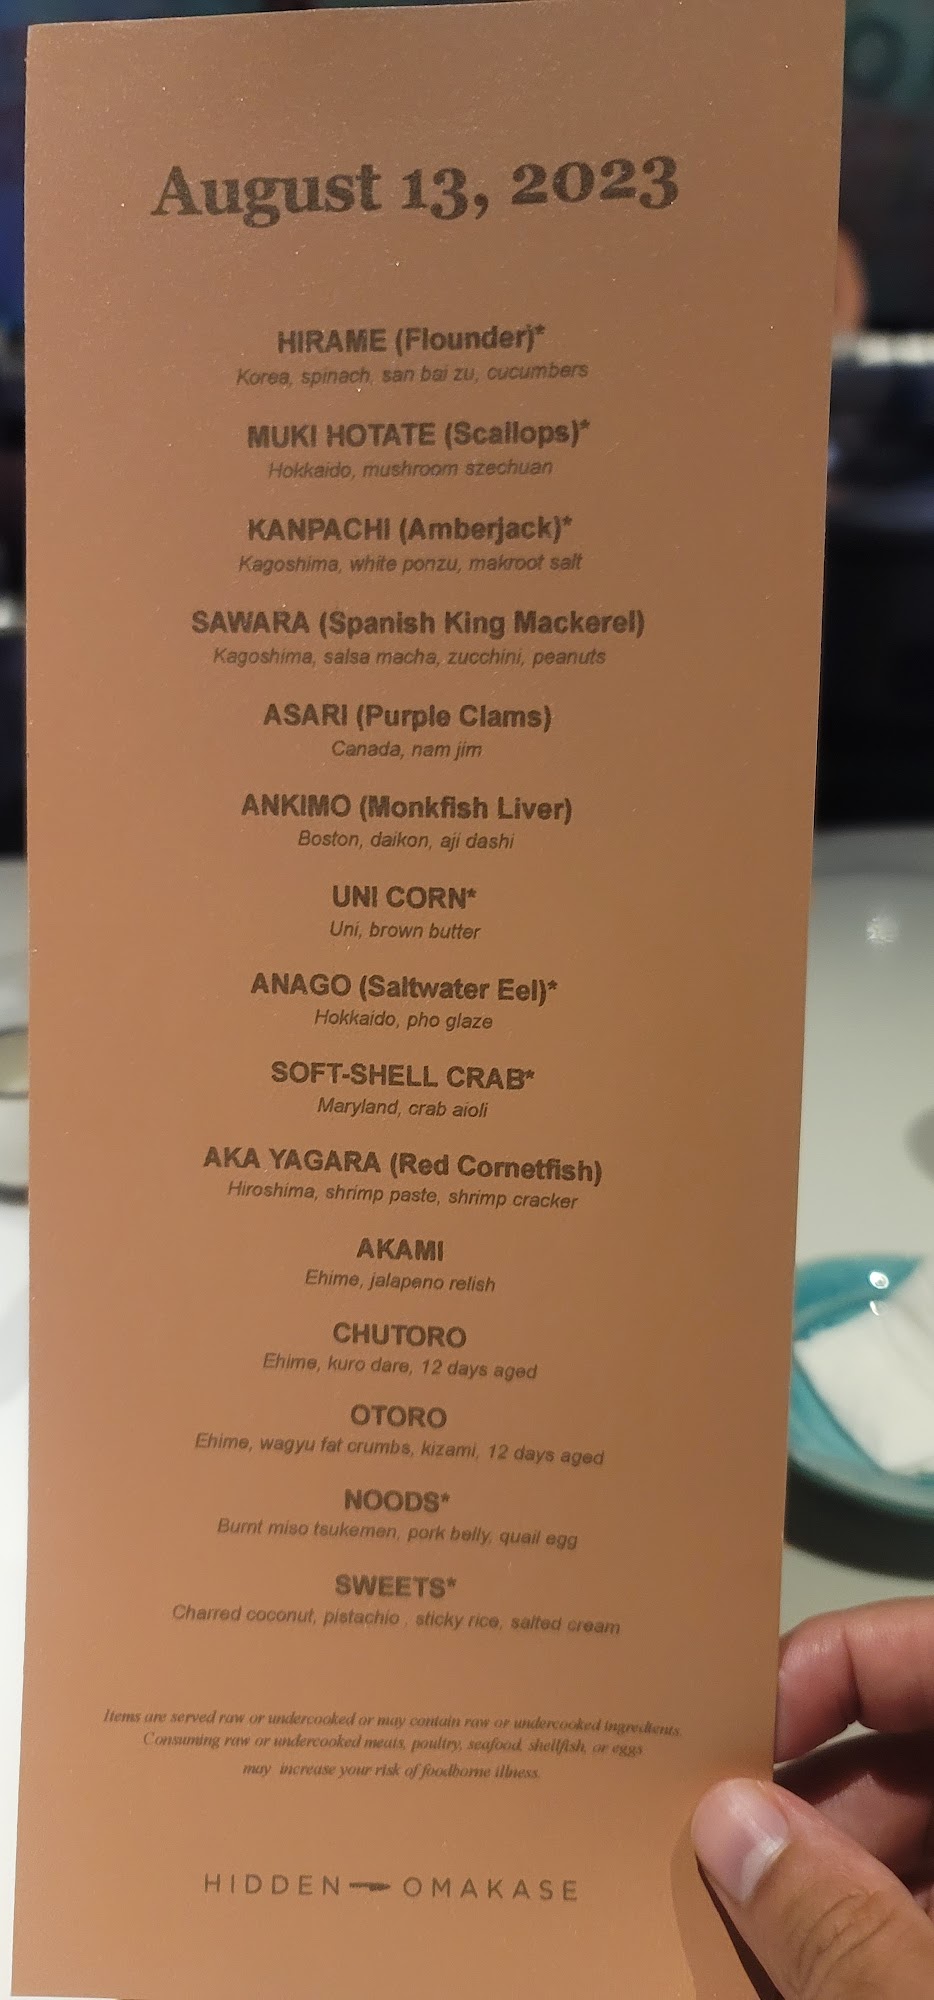 August 13, 2023
HIRAME (Flounder)*
Korea, spinach, san bai zu, cucumbers
MUKI HOTATE (Scallops)*
Hokkaido, mushroom szechuan
KANPACHI (Amberjack)*
Kagoshima, white ponzu, makroot salt
SAWARA (Spanish King Mackerel)
Kagoshima, salsa macha, zucchini, peanuts
ASARI (Purple Clams)
Canada, nam jim
ANKIMO (Monkfish Liver)
Boston, daikon, aji dashi
UNI CORN*
Uni, brown butter
ANAGO (Saltwater Eel)*
Hokkaido, pho glaze
SOFT-SHELL CRAB*
Maryland, crab aioli
AKA YAGARA (Red Cornetfish)
Hiroshima, shrimp paste, shrimp cracker
AKAMI
Ehime, jalapeno relish
CHUTORO
Ehime, kuro dare, 12 days aged
OTORO
Ehime, wagyu fat crumbs, kizami, 12 days aged
NOODS*
Burnt miso tsukemen, pork belly, quail egg
SWEETS*
Charred coconut, pistachio , sticky rice, salted cream
Items are served raw or undercooked or may contain raw or undercooked ingredients.
Consuming raw or undercooked meats, poultry, seafood, shellfish, or eggs
may increase your risk of foodborne illness.
HIDDEN OMAKASE